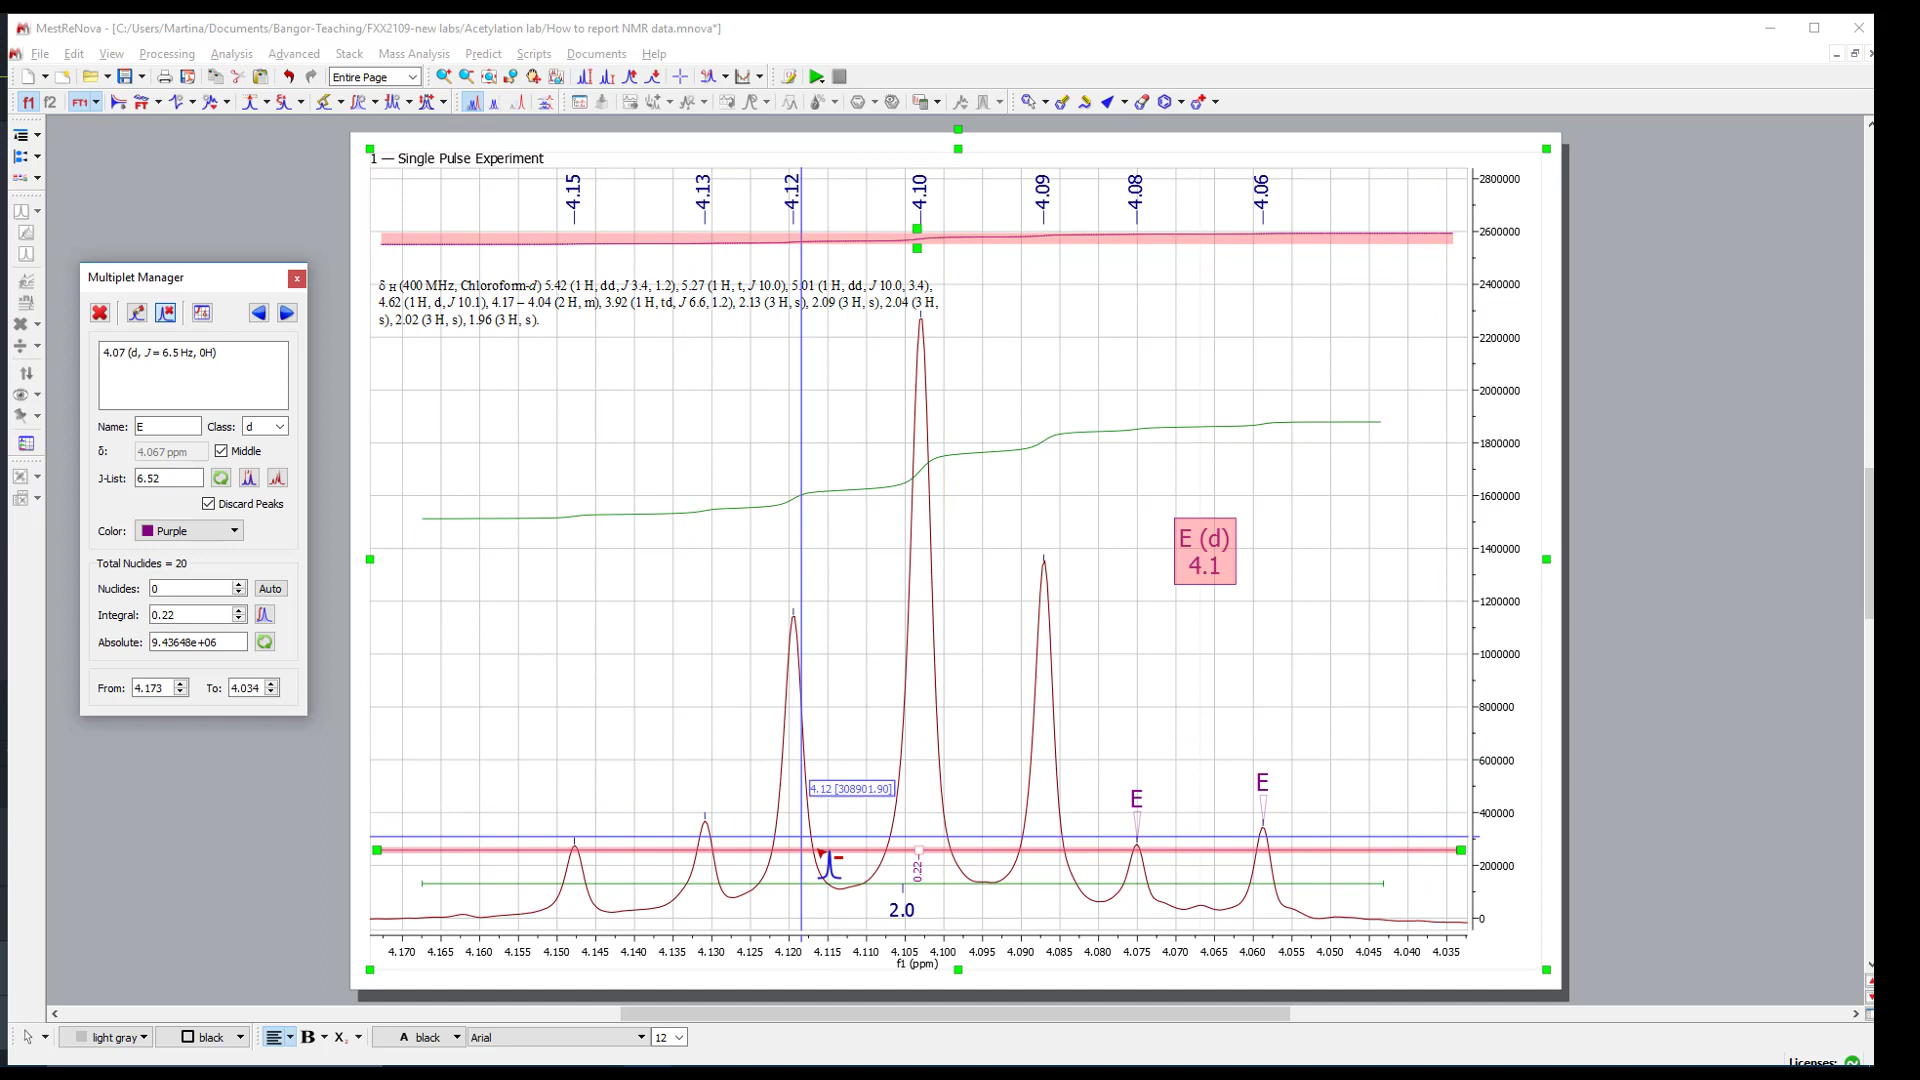 MestReNova - [C:/Users/Martina/Documents/Bangor-Teaching/FXX2109-new labs/Acetylation lab/How to report NMR data.mnova*]
File Edit View Processing Analysis Advanced Stack Mass Analysis Predict Scripts Documents Help
Entire Page
f1 f2 FT1 FT
1 — Single Pulse Experiment
4.15 4.13 4.12 4.10 4.09 4.08 4.06
δ H (400 MHz, Chloroform-d) 5.42 (1 H, dd, J 3.4, 1.2), 5.27 (1 H, t, J 10.0), 5.01 (1 H, dd, J 10.0, 3.4),
4.62 (1 H, d, J 10.1), 4.17 – 4.04 (2 H, m), 3.92 (1 H, td, J 6.6, 1.2), 2.13 (3 H, s), 2.09 (3 H, s), 2.04 (3 H,
s), 2.02 (3 H, s), 1.96 (3 H, s).
2800000
2600000
2400000
2200000
2000000
1800000
1600000
1400000
1200000
1000000
800000
600000
400000
200000
0
E (d)
4.1
E
E
4.12 [308901.90]
0.22
2.0
4.170 4.165 4.160 4.155 4.150 4.145 4.140 4.135 4.130 4.125 4.120 4.115 4.110 4.105 4.100 4.095 4.090 4.085 4.080 4.075 4.070 4.065 4.060 4.055 4.050 4.045 4.040 4.035
f1 (ppm)
Multiplet Manager
x
4.07 (d, J = 6.5 Hz, 0H)
Name: E Class: d
δ: 4.067 ppm Middle
J-List: 6.52
Discard Peaks
Color: Purple
Total Nuclides = 20
Nuclides: 0 Auto
Integral: 0.22
Absolute: 9.43648e+06
From: 4.173 To: 4.034
light gray black B X. A black Arial 12
Licenses: